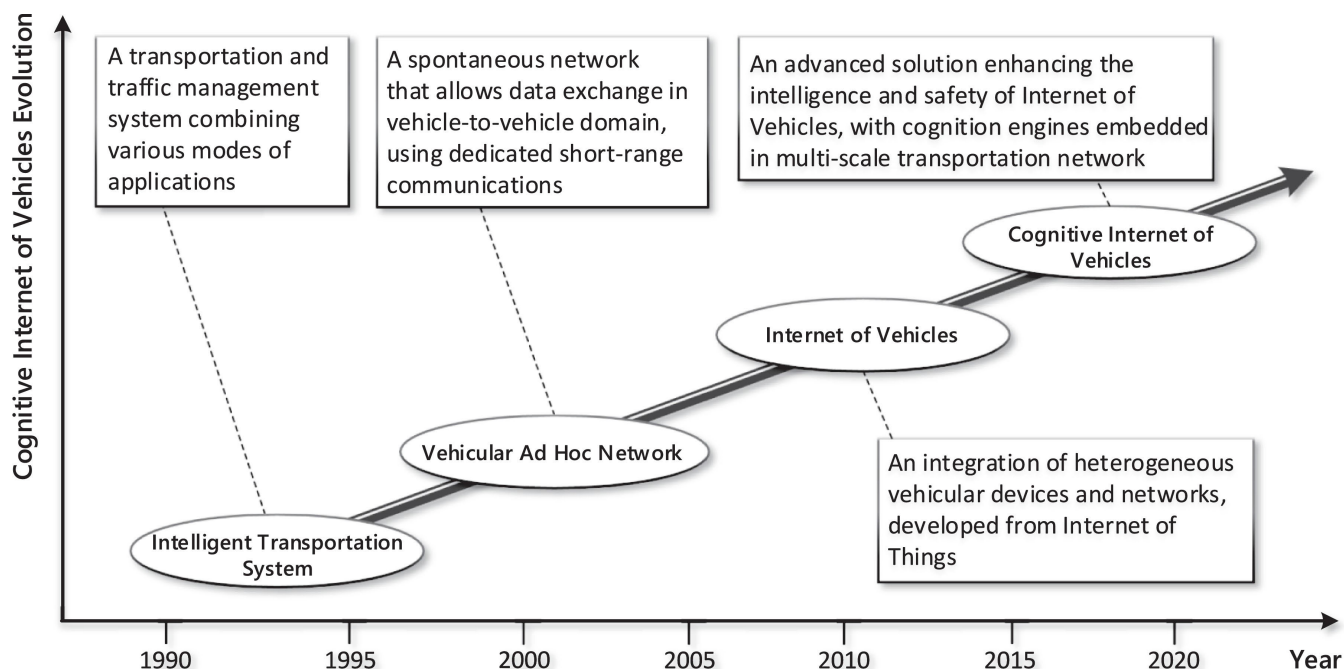 Cognitive Internet of Vehicles Evolution
A transportation and
traffic management
system combining
various modes of
applications
A spontaneous network
that allows data exchange in
vehicle-to-vehicle domain,
using dedicated short-range
communications
An advanced solution enhancing the
intelligence and safety of Internet of
Vehicles, with cognition engines embedded
in multi-scale transportation network
Cognitive Internet of
Vehicles
Internet of Vehicles
Vehicular Ad Hoc Network
An integration of heterogeneous
vehicular devices and networks,
developed from Internet of
Things
Intelligent Transportation
System
1990 1995 2000 2005 2010 2015 2020 Year